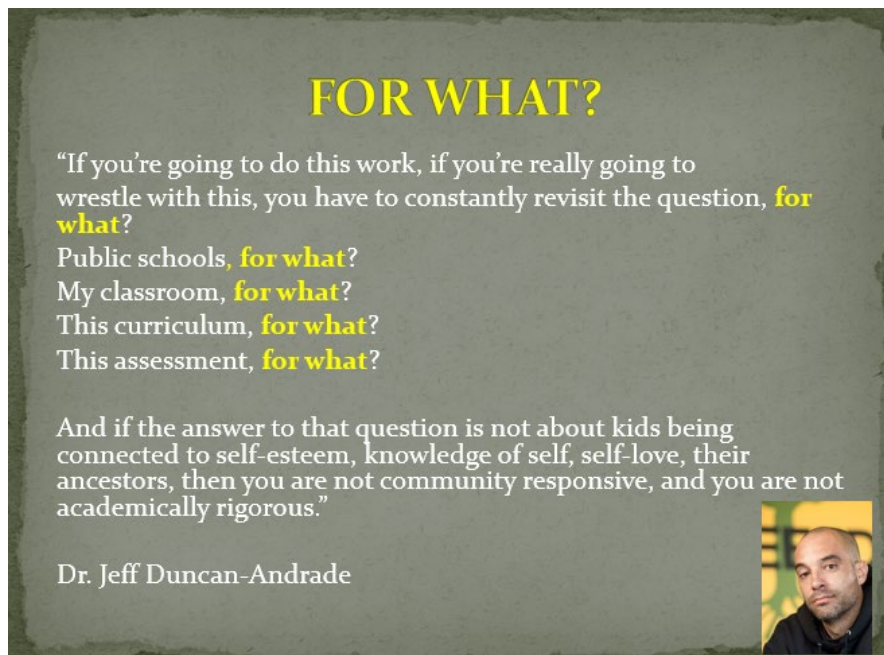 FOR WHAT?
“If you’re going to do this work, if you’re really going to
wrestle with this, you have to constantly revisit the question, for
what?
Public schools, for what?
My classroom, for what?
This curriculum, for what?
This assessment, for what?
And if the answer to that question is not about kids being
connected to self-esteem, knowledge of self, self-love, their
ancestors, then you are not community responsive, and you are not
academically rigorous.”
Dr. Jeff Duncan-Andrade